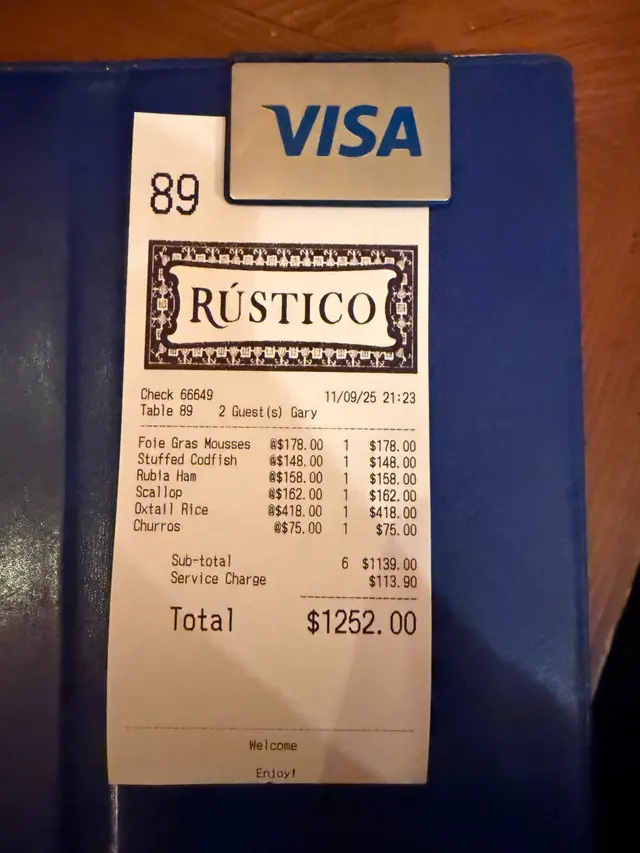 VISA
89
RÚSTICO
Check 66649 11/09/25 21:23
Table 89 2 Guest(s) Gary
Foie Gras Mousses @$178.00 1 $178.00
Stuffed Codfish @$148.00 1 $148.00
Rubia Ham @$158.00 1 $158.00
Scallop @$162.00 1 $162.00
Oxtail Rice @$418.00 1 $418.00
Churros @$75.00 1 $75.00
Sub-total 6 $1139.00
Service Charge $113.90
Total $1252.00
Welcome
Enjoy!